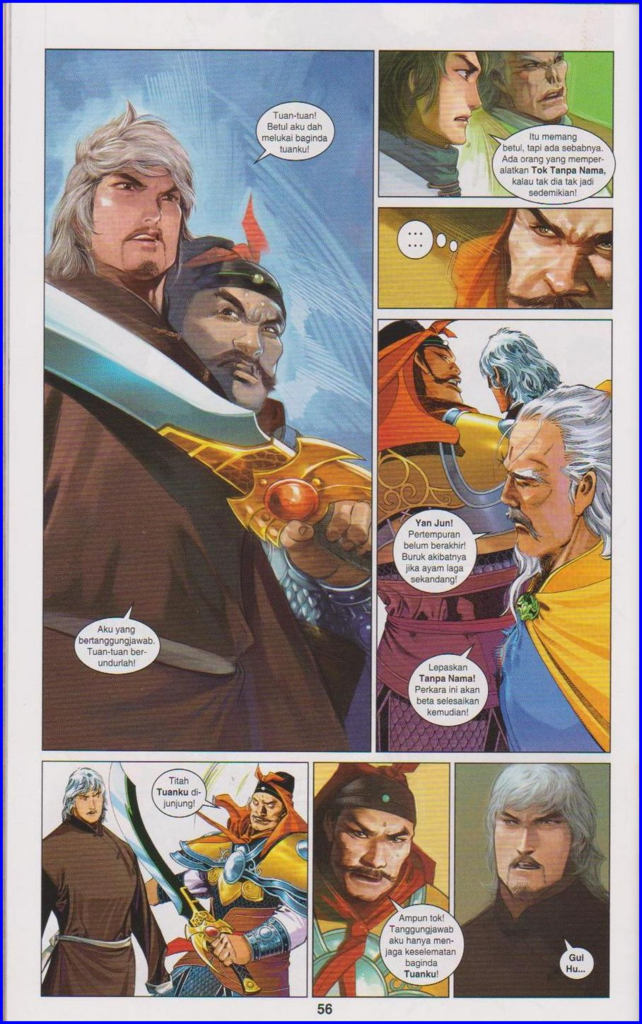 Tuan-tuan!
Betul aku dah
melukai baginda
tuanku!
Aku yang
bertanggungjawab.
Tuan-tuan ber-
undurlah!
Itu memang
betul, tapi ada sebabnya.
Ada orang yang memper-
alatkan Tok Tanpa Nama,
kalau tak dia tak jadi
sedemikian!
...
...
Yan Jun!
Pertempuran
belum berakhir!
Buruk akibatnya
jika ayam laga
sekandang!
Lepaskan
Tanpa Nama!
Perkara ini akan
beta selesaikan
kemudian!
Titah
Tuanku di-
junjung!
Ampun tok!
Tanggungjawab
aku hanya men-
jaga keselematan
baginda
Tuanku!
Gui
Hu...
56